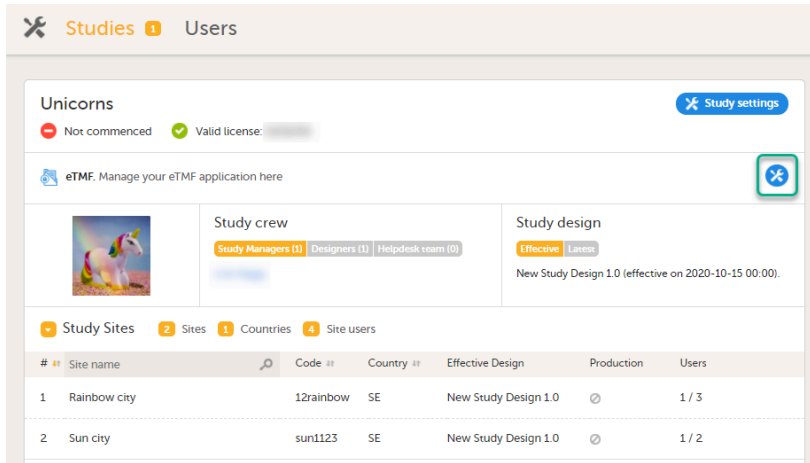 Studies 1 Users
Unicorns
Study settings
Not commenced Valid license:
eTMF. Manage your eTMF application here
Study crew
Study Managers (1) Designers (1) Helpdesk team (0)
Study design
Effective Latest
New Study Design 1.0 (effective on 2020-10-15 00:00).
Study Sites 2 Sites 1 Countries 4 Site users
# Site name Code Country Effective Design Production Users
1 Rainbow city 12rainbow SE New Study Design 1.0 1 / 3
2 Sun city sun1123 SE New Study Design 1.0 1 / 2